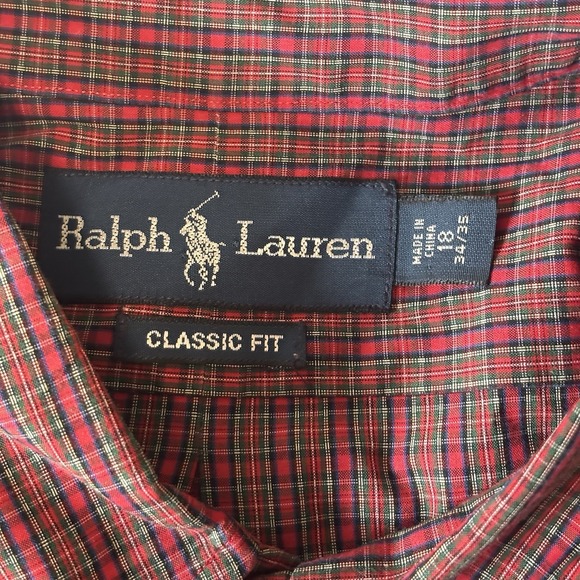 Ralph Lauren
MADE IN
CHINA
18
34/35
CLASSIC FIT